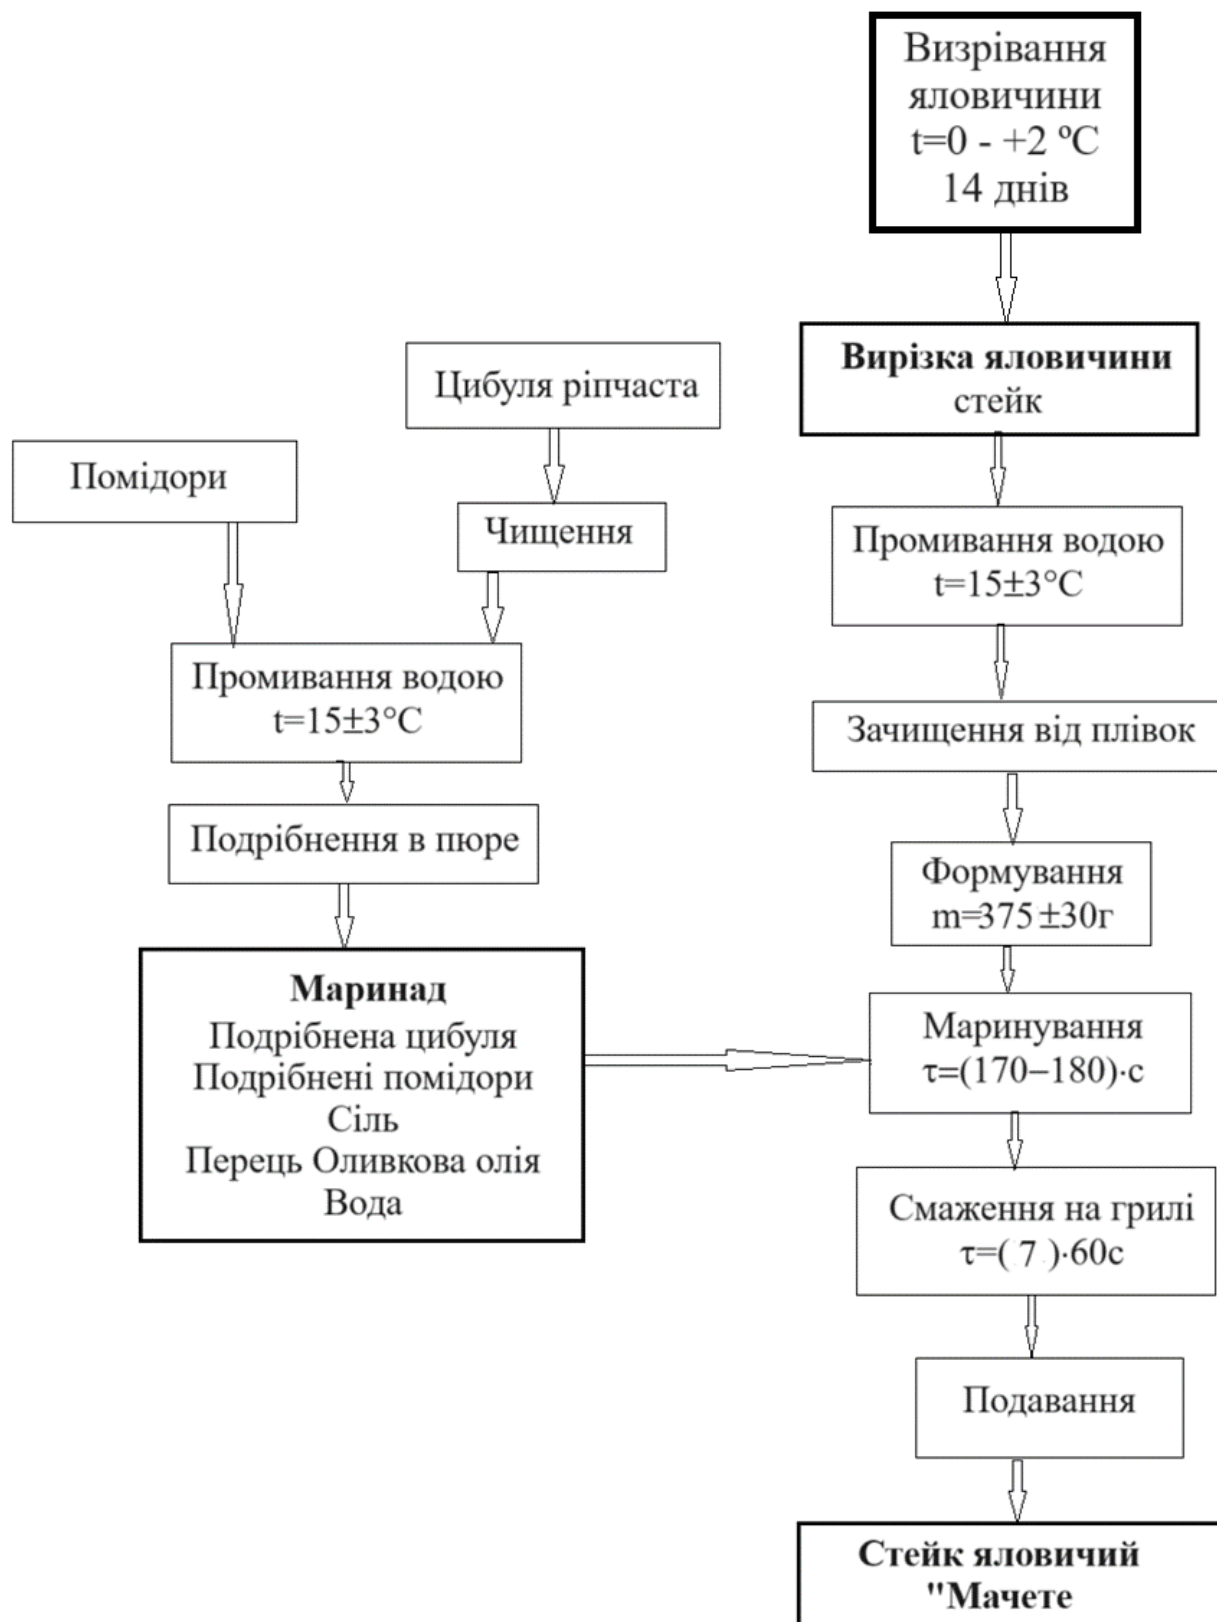 Визрівання
яловичини
t=0 - +2 ºC
14 днів
Вирізка яловичини
стейк
Цибуля ріпчаста
Помідори
Чищення
Промивання водою
t=15±3°C
Промивання водою
t=15±3°C
Зачищення від плівок
Подрібнення в пюре
Формування
m=375±30г
Маринад
Подрібнена цибуля
Подрібнені помідори
Сіль
Перець Оливкова олія
Вода
Маринування
τ=(170–180)·с
Смаження на грилі
τ=( 7 )·60с
Подавання
Стейк яловичий
"Мачете